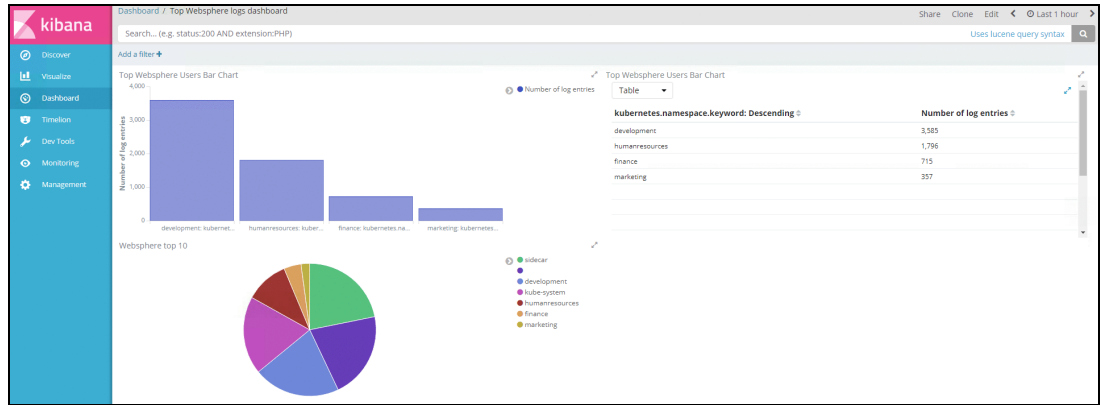 kibana
Discover
Visualize
Dashboard
Timelion
Dev Tools
Monitoring
Management
Dashboard / Top Websphere logs dashboard
Share Clone Edit Last 1 hour
Search... (e.g. status:200 AND extension:PHP)
Uses lucene query syntax
Add a filter +
Top Websphere Users Bar Chart
Number of log entries
4,000
3,000
2,000
1,000
0
Number of log entries
development: kubernet...
humanresources: kuber...
finance: kubernetes.na...
marketing: kubernetes...
Top Websphere Users Bar Chart
Table
kubernetes.namespace.keyword: Descending Number of log entries
development 3,585
humanresources 1,796
finance 715
marketing 357
Websphere top 10
sidecar
development
kube-system
humanresources
finance
marketing